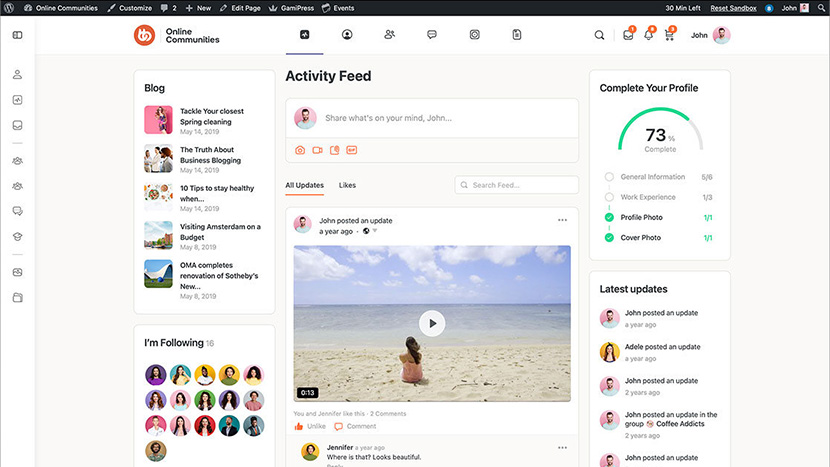 Online Communities
Customize
2
New
Edit Page
GamiPress
Events
30 Min Left
Reset Sandbox
8
John
Online
Communities
John
Blog
Tackle Your closest
Spring cleaning
May 14, 2019
The Truth About
Business Blogging
May 14, 2019
10 Tips to stay healthy
when...
May 14, 2019
Visiting Amsterdam on a
Budget
May 8, 2019
OMA completes
renovation of Sotheby's
New...
May 8, 2019
I'm Following 16
Activity Feed
Share what's on your mind, John...
GIF
All Updates
Likes
Search Feed...
John posted an update
a year ago
0:13
You and Jennifer like this · 2 Comments
Unlike
Comment
Jennifer a year ago
Where is that? Looks beautiful.
Reply
Complete Your Profile
73 %
Complete
General Information 5/6
Work Experience 1/3
Profile Photo 1/1
Cover Photo 1/1
Latest updates
John posted an update
a year ago
Adele posted an update
a year ago
John posted an update
2 years ago
John posted an update in the
group Coffee Addicts
2 years ago
John posted an update